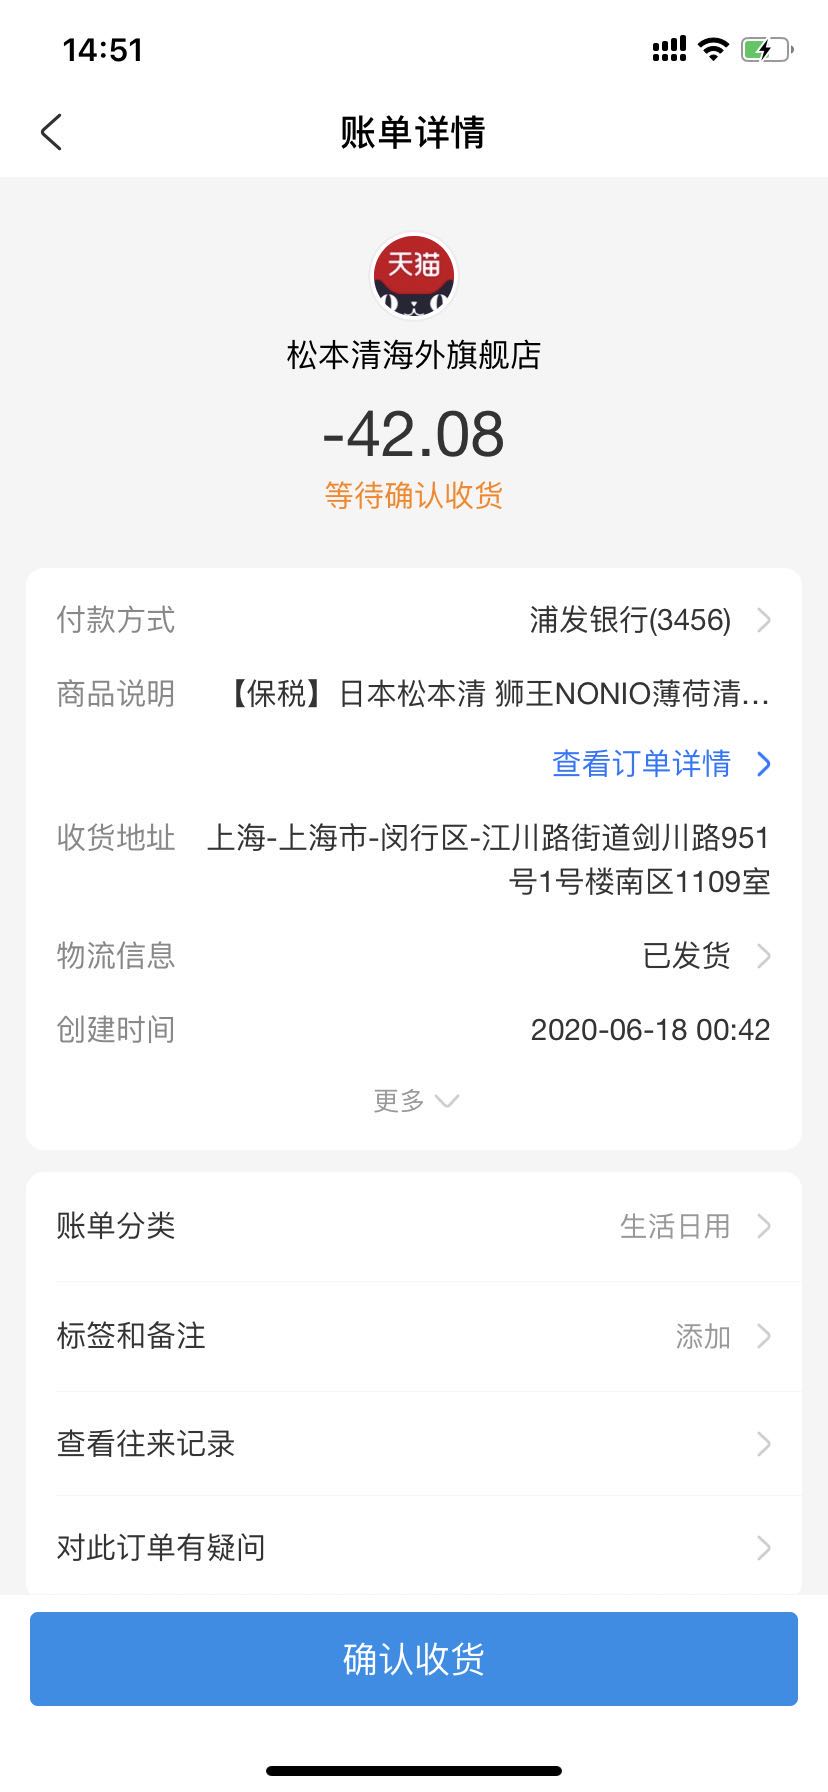 14:51
账单详情
天猫
松本清海外旗舰店
-42.08
等待确认收货
付款方式 浦发银行(3456)
商品说明 【保税】日本松本清 狮王NONIO薄荷清...
查看订单详情
收货地址 上海-上海市-闵行区-江川路街道剑川路951
号1号楼南区1109室
物流信息 已发货
创建时间 2020-06-18 00:42
更多
账单分类 生活日用
标签和备注 添加
查看往来记录
对此订单有疑问
确认收货